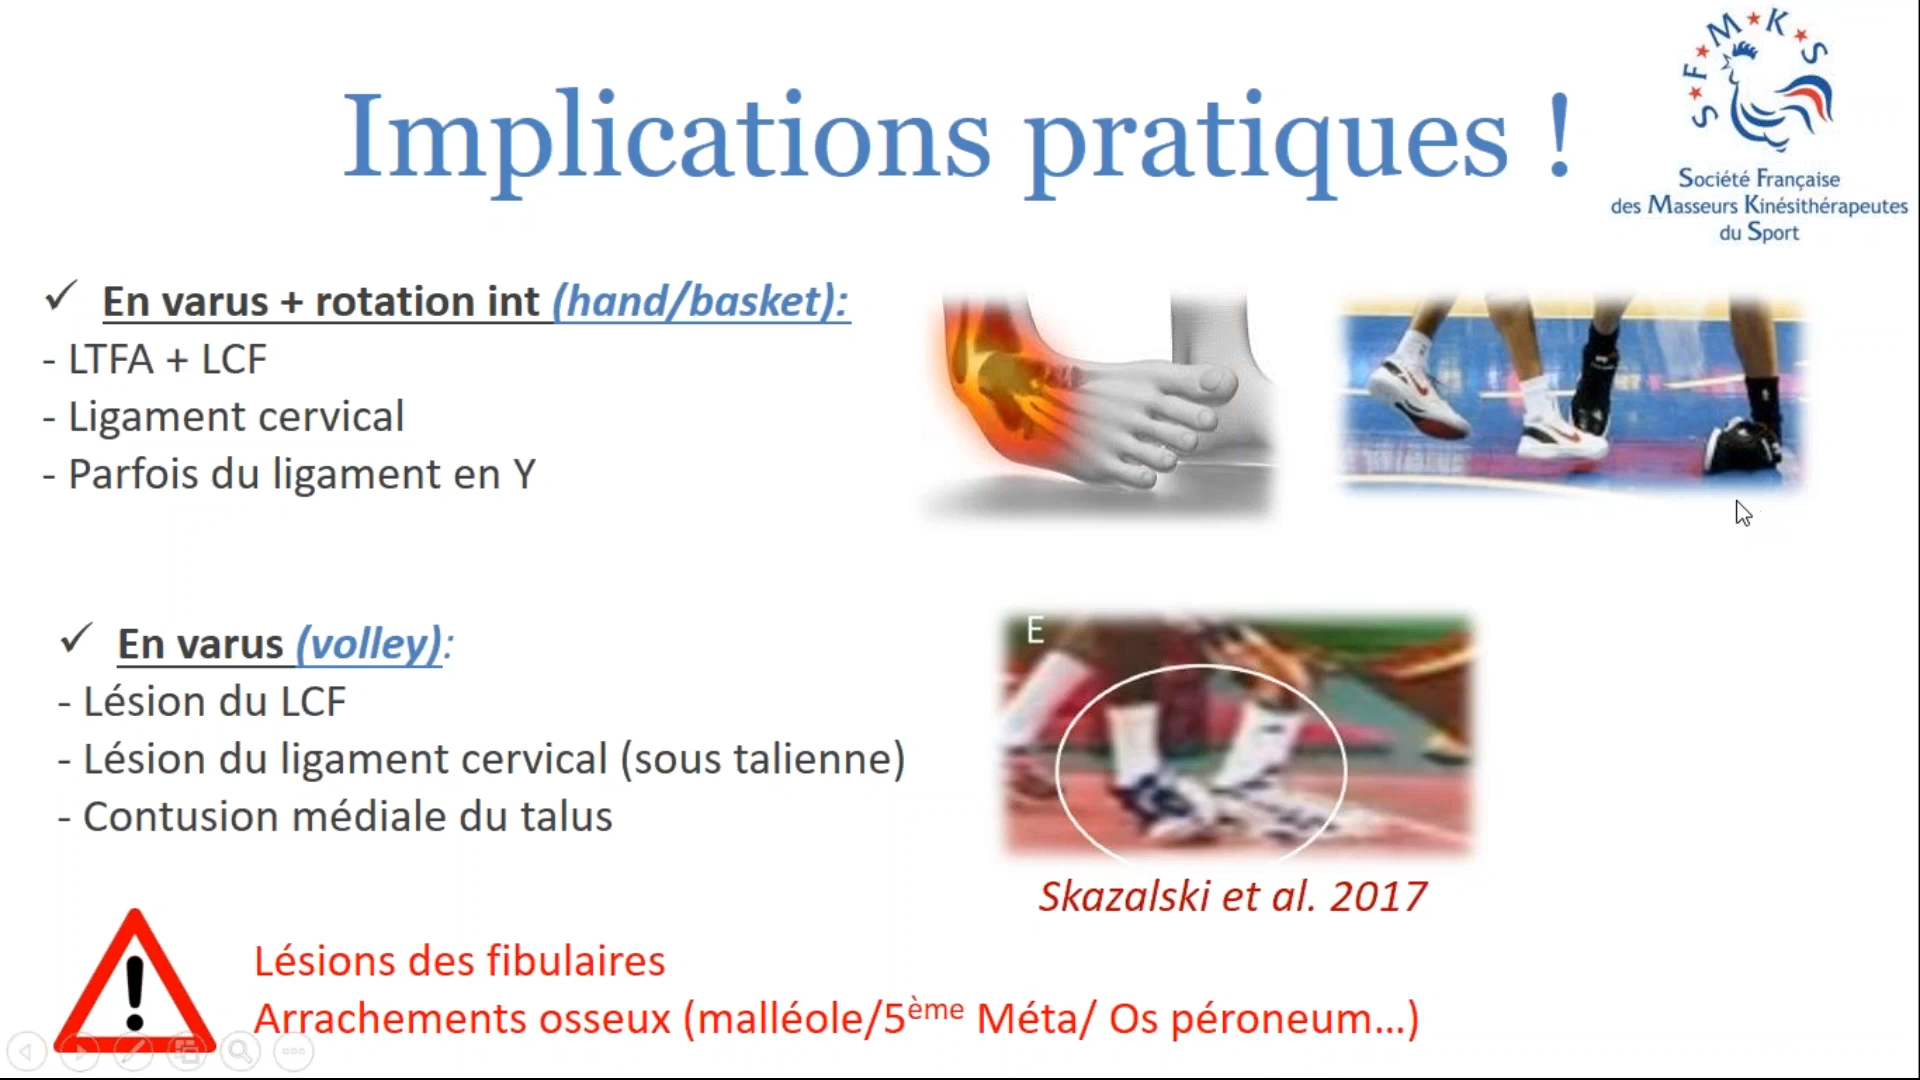 Implications pratiques !
S★F★M★K★S
Société Française
des Masseurs Kinésithérapeutes
du Sport
✓ En varus + rotation int (hand/basket):
- LTFA + LCF
- Ligament cervical
- Parfois du ligament en Y
✓ En varus (volley):
- Lésion du LCF
- Lésion du ligament cervical (sous talienne)
- Contusion médiale du talus
E
Skazalski et al. 2017
Lésions des fibulaires
Arrachements osseux (malléole/5ème Méta/ Os péroneum...)